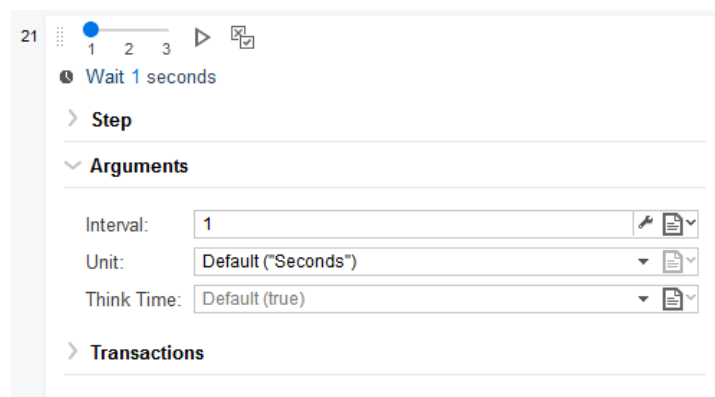 21
1 2 3
Wait 1 seconds
Step
Arguments
Interval: 1
Unit: Default ("Seconds")
Think Time: Default (true)
Transactions